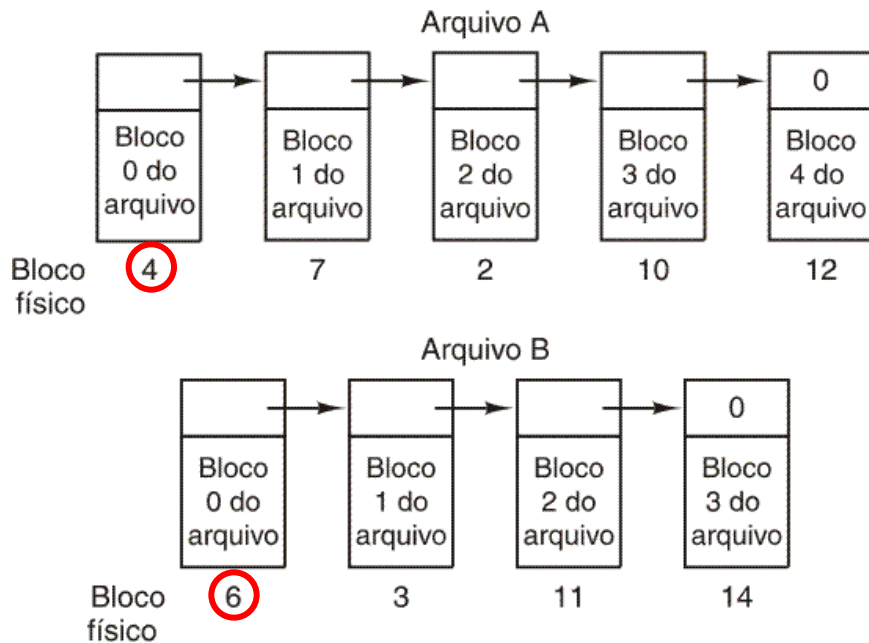 Arquivo A
0
Bloco 0 do arquivo
Bloco 1 do arquivo
Bloco 2 do arquivo
Bloco 3 do arquivo
Bloco 4 do arquivo
Bloco físico
4 7 2 10 12
Arquivo B
0
Bloco 0 do arquivo
Bloco 1 do arquivo
Bloco 2 do arquivo
Bloco 3 do arquivo
Bloco físico
6 3 11 14